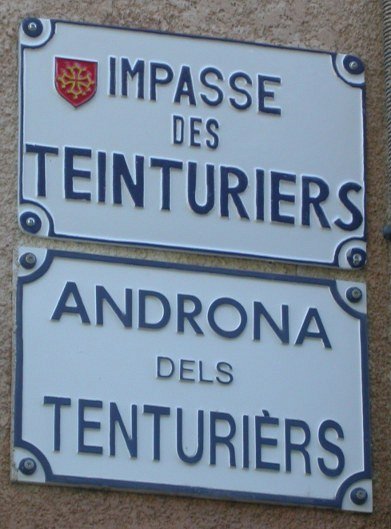 IMPASSE
DES
TEINTURIERS
ANDRONA
DELS
TENTURIÈRS